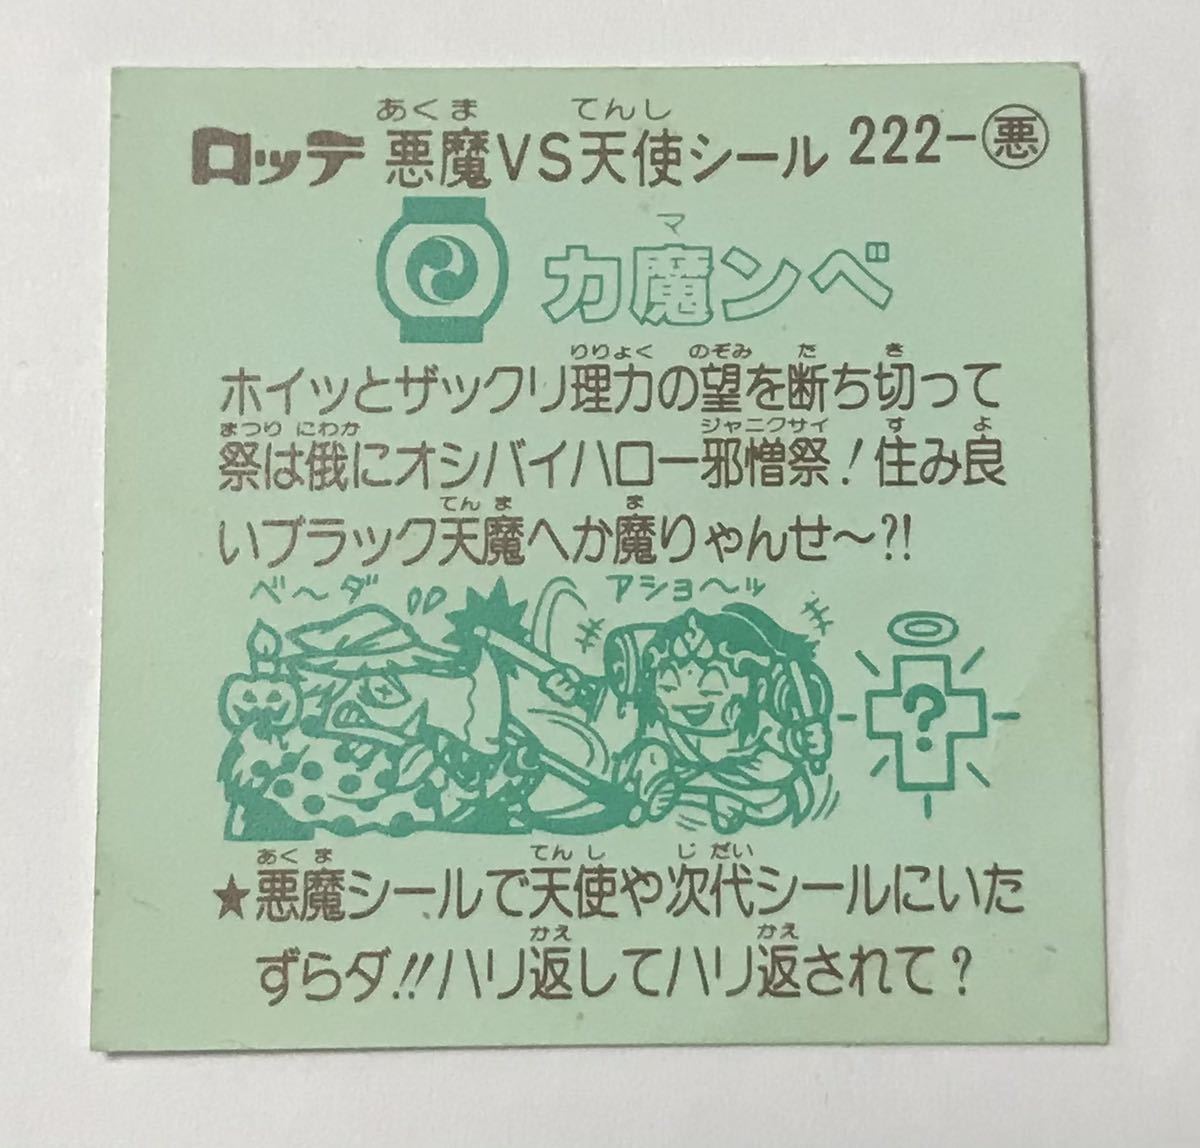 あくま てんし
ロッテ 悪魔VS天使シール 222-悪
マ
カ魔ンベ
りりょく のぞみ た き
ホイッとザックリ理力の望を断ち切って
まつり にわか ジャニクサイ す よ
祭は俄にオシバイハロー邪憎祭!住み良
てんま ま
いブラック天魔へか魔りゃんせ〜?!
ベ〜ダ アショ〜ッ
?
あくま てんし じだい
★悪魔シールで天使や次代シールにいた
かえ かえ
ずらダ!!ハリ返してハリ返されて?